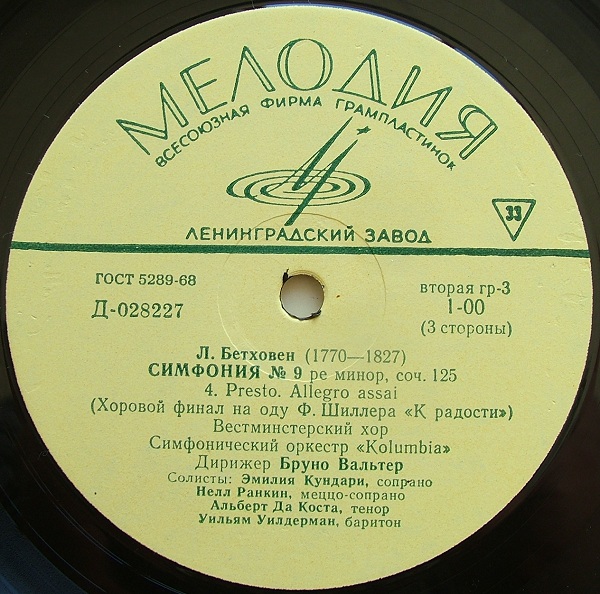 МЕЛОДИЯ
ВСЕСОЮЗНАЯ ФИРМА ГРАМПЛАСТИНОК
33
ЛЕНИНГРАДСКИЙ ЗАВОД
ГОСТ 5289-68
Д-028227
вторая гр-3
1-00
(3 стороны)
Л. Бетховен (1770—1827)
СИМФОНИЯ № 9 ре минор, соч. 125
4. Presto. Allegro assai
(Хоровой финал на оду Ф. Шиллера «К радости»)
Вестминстерский хор
Симфонический оркестр «Kolumbia»
Дирижер Бруно Вальтер
Солисты: Эмилия Кундари, сопрано
Нелл Ранкин, меццо-сопрано
Альберт Да Коста, тенор
Уильям Уилдерман, баритон